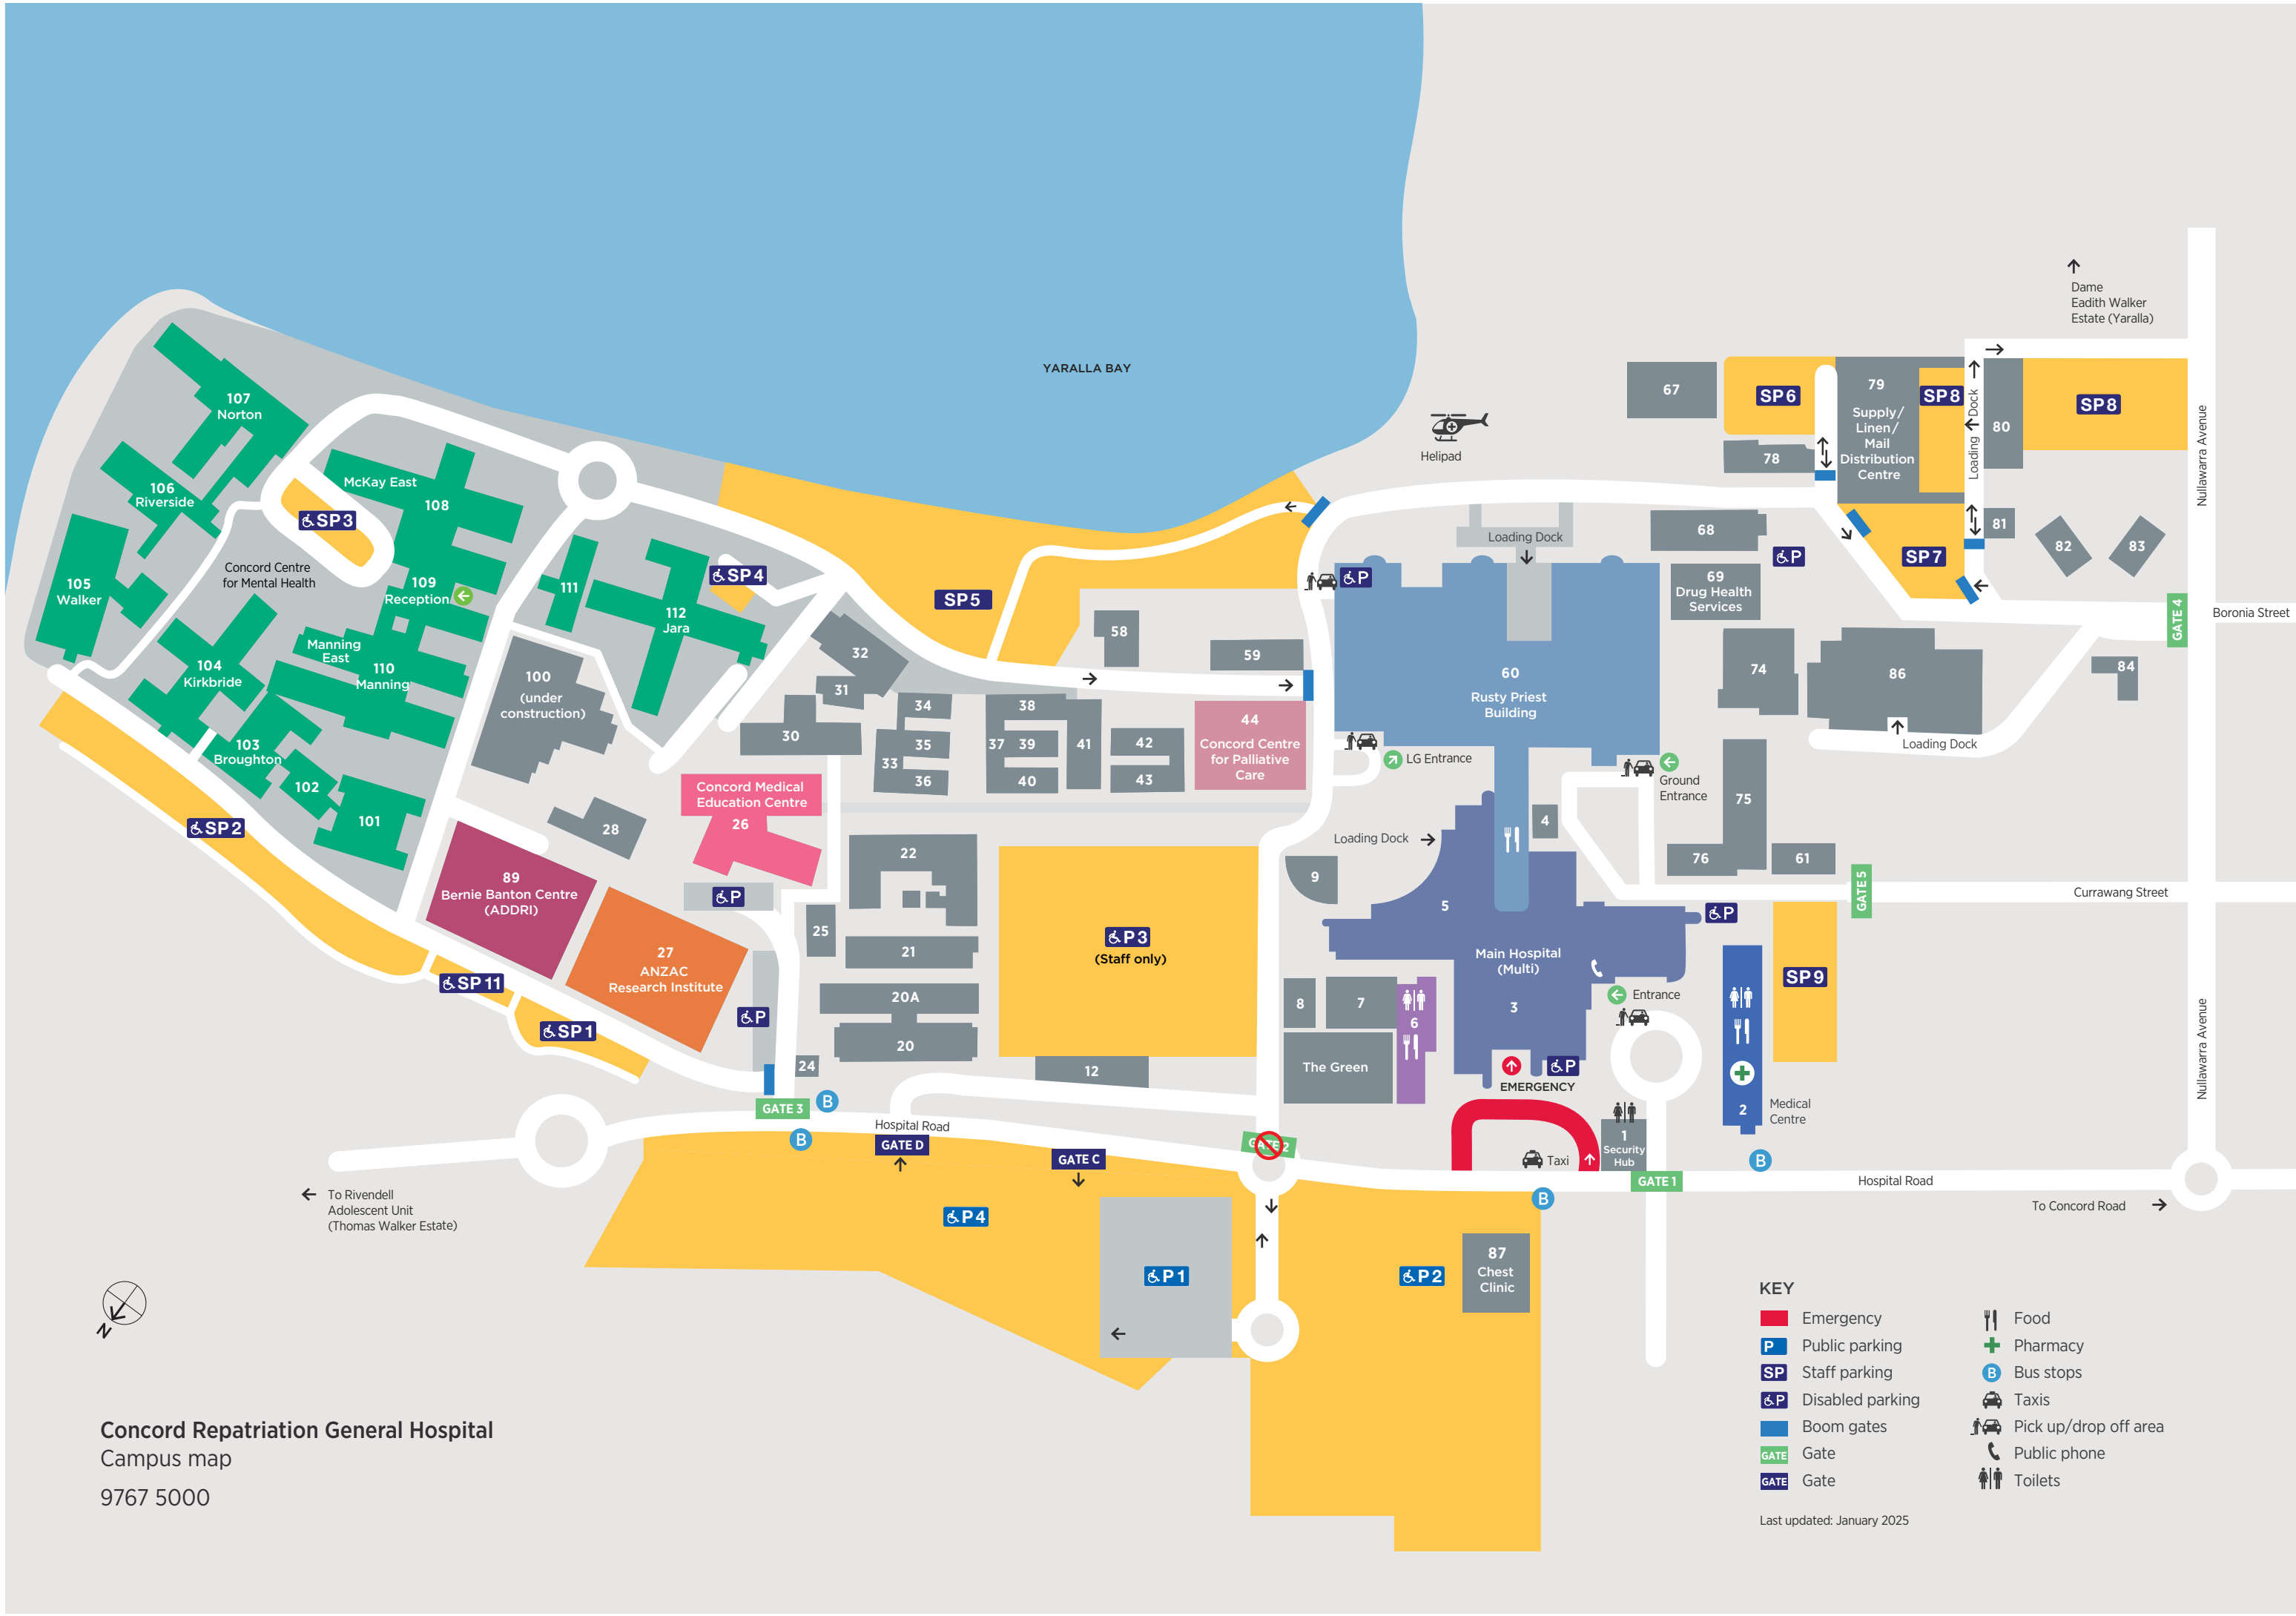 YARALLA BAY
Dame
Eadith Walker
Estate (Yaralla)
Helipad
107
Norton
106
Riverside
105
Walker
McKay East
108
SP3
Concord Centre
for Mental Health
109
Reception
Manning
East
110
Manning
104
Kirkbride
103
Broughton
102
101
111
112
Jara
SP4
SP5
100
(under
construction)
32
31
30
58
59
34
35
33
36
38
37
39
40
41
42
43
44
Concord Centre
for Palliative
Care
Concord Medical
Education Centre
26
28
SP2
89
Bernie Banton Centre
(ADDRI)
27
ANZAC
Research Institute
SP11
SP1
P
P
22
25
21
20A
20
24
12
P3
(Staff only)
P
Loading Dock
60
Rusty Priest
Building
LG Entrance
Ground
Entrance
Loading Dock
4
9
5
Main Hospital
(Multi)
3
Entrance
8
7
6
The Green
P
EMERGENCY
Taxi
1
Security
Hub
67
SP6
78
79
Supply/
Linen/
Mail
Distribution
Centre
SP8
Loading Dock
80
SP8
81
82
83
68
P
69
Drug Health
Services
SP7
74
86
Loading Dock
84
75
76
61
P
SP9
2
Medical
Centre
GATE 4
Boronia Street
GATE 5
Currawang Street
Nullawarra Avenue
Nullawarra Avenue
GATE 3
B
B
Hospital Road
GATE D
GATE C
GATE 2
GATE 1
B
B
Hospital Road
To Concord Road
To Rivendell
Adolescent Unit
(Thomas Walker Estate)
P4
P1
P2
87
Chest
Clinic
N
Concord Repatriation General Hospital
Campus map
9767 5000
KEY
Emergency
P Public parking
SP Staff parking
P Disabled parking
Boom gates
GATE Gate
GATE Gate
Food
Pharmacy
B Bus stops
Taxis
Pick up/drop off area
Public phone
Toilets
Last updated: January 2025